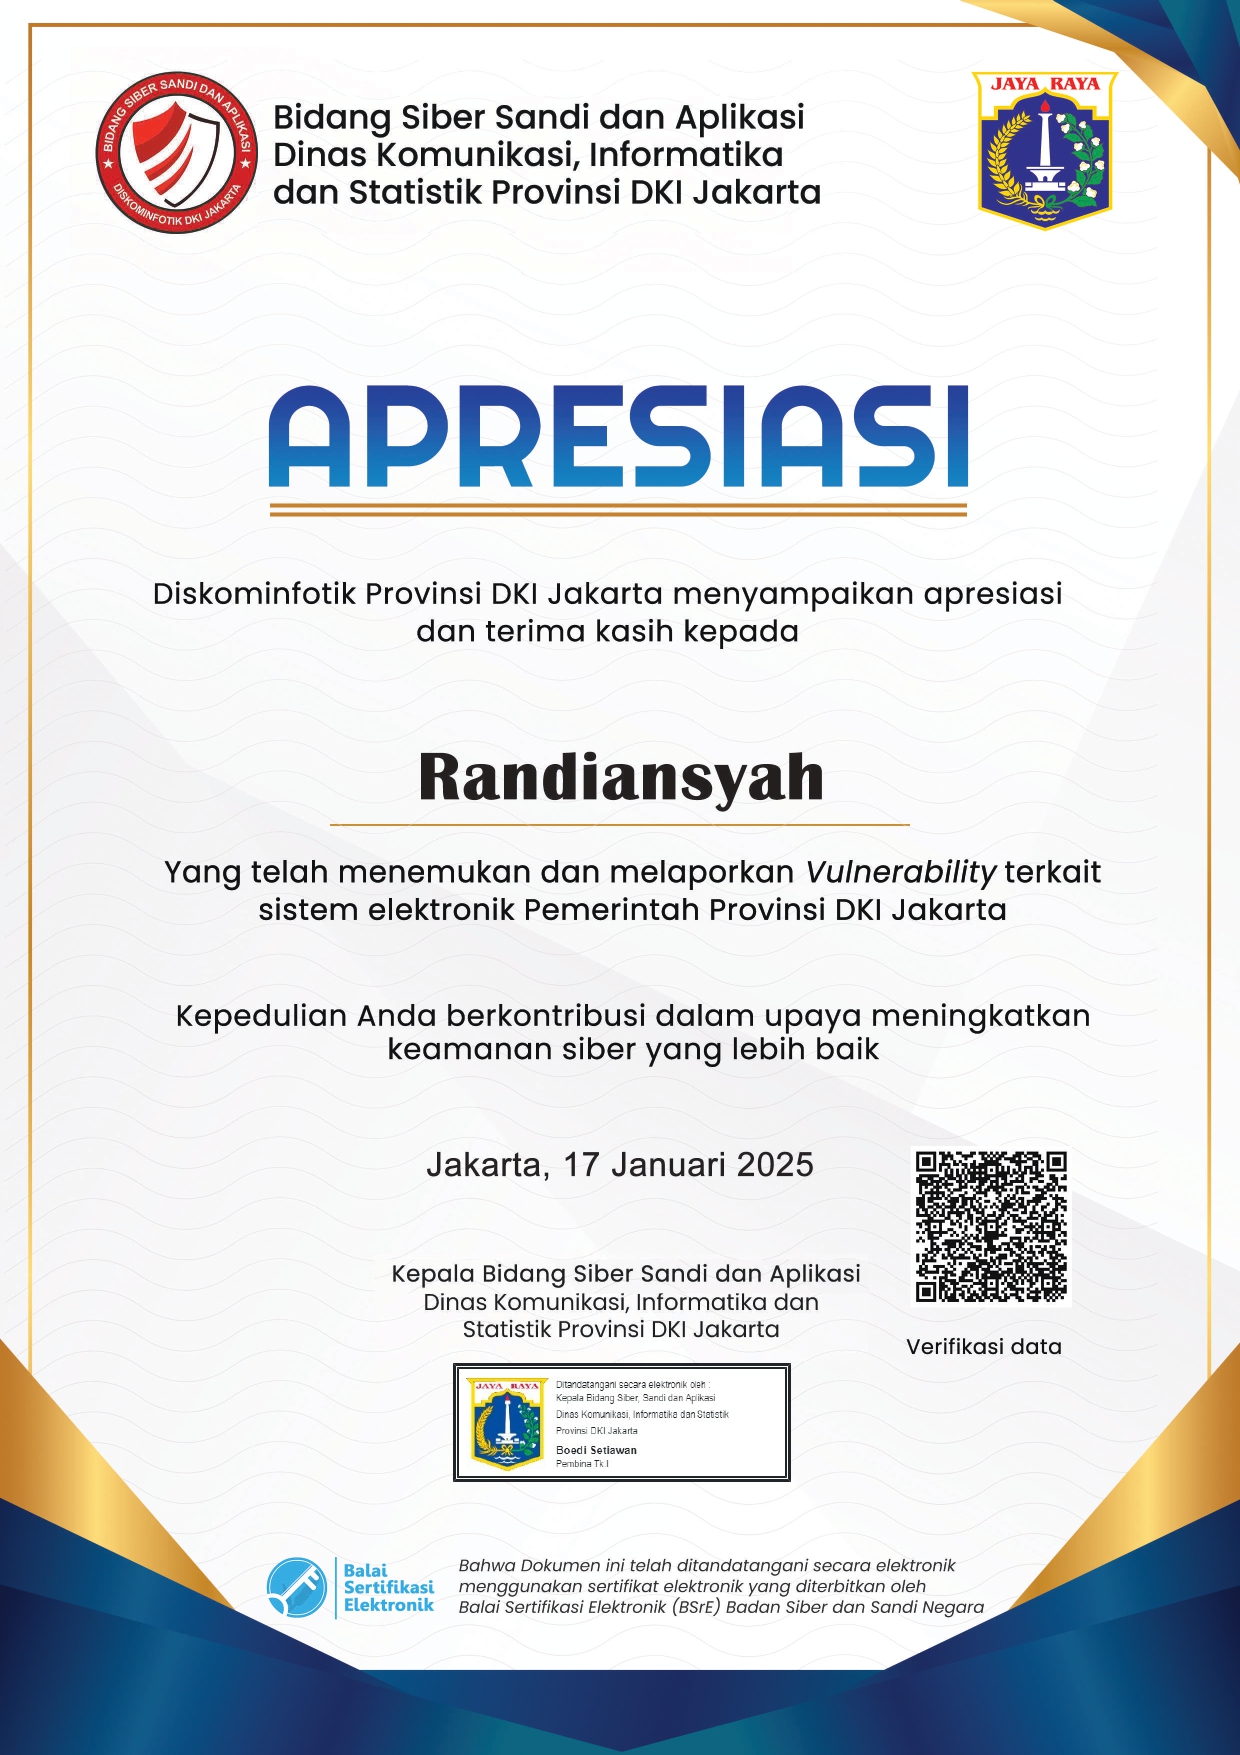 BIDANG SIBER SANDI DAN APLIKASI
DISKOMINFOTIK DKI JAKARTA
Bidang Siber Sandi dan Aplikasi
Dinas Komunikasi, Informatika
dan Statistik Provinsi DKI Jakarta
JAYA RAYA
APRESIASI
Diskominfotik Provinsi DKI Jakarta menyampaikan apresiasi
dan terima kasih kepada
Randiansyah
Yang telah menemukan dan melaporkan Vulnerability terkait
sistem elektronik Pemerintah Provinsi DKI Jakarta
Kepedulian Anda berkontribusi dalam upaya meningkatkan
keamanan siber yang lebih baik
Jakarta, 17 Januari 2025
Kepala Bidang Siber Sandi dan Aplikasi
Dinas Komunikasi, Informatika dan
Statistik Provinsi DKI Jakarta
Verifikasi data
JAYA RAYA
Ditandatangani secara elektronik oleh :
Kepala Bidang Siber, Sandi dan Aplikasi
Dinas Komunikasi, Informatika dan Statistik
Provinsi DKI Jakarta
Boedi Setiawan
Pembina Tk I
Balai
Sertifikasi
Elektronik
Bahwa Dokumen ini telah ditandatangani secara elektronik
menggunakan sertifikat elektronik yang diterbitkan oleh
Balai Sertifikasi Elektronik (BSrE) Badan Siber dan Sandi Negara